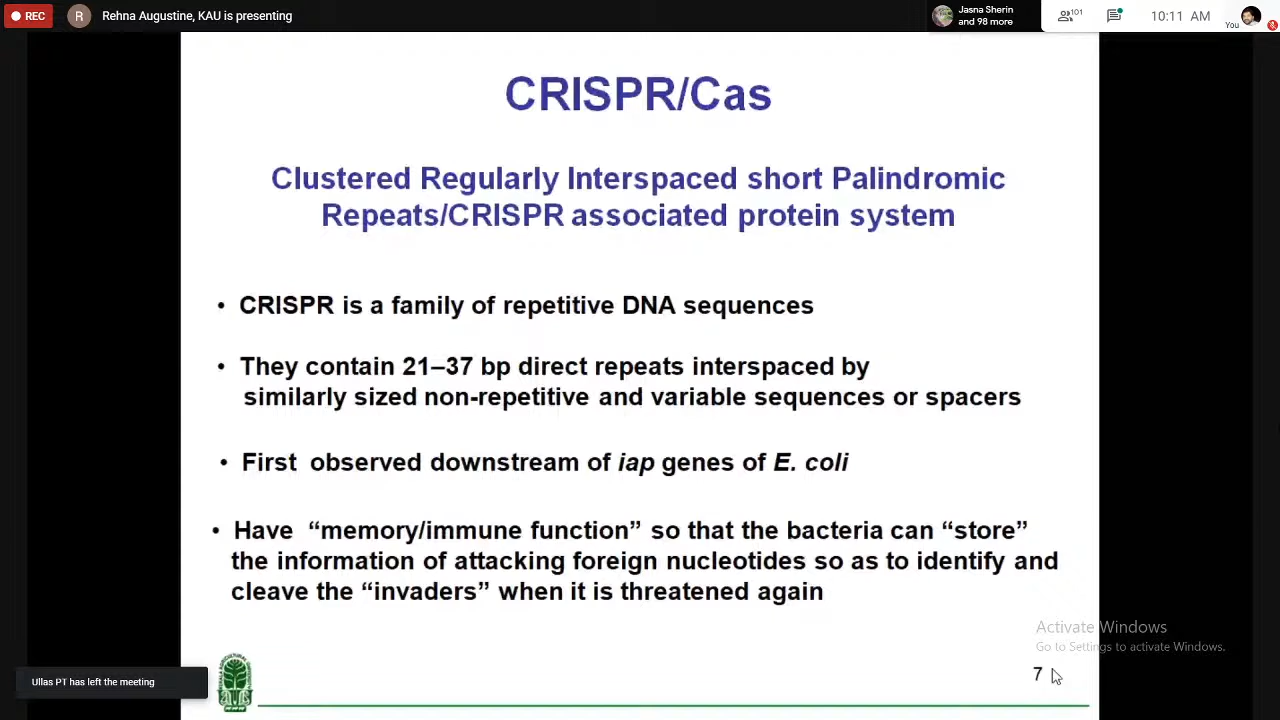 REC
R
Rehna Augustine, KAU is presenting
Jasna Sherin
and 98 more
101
10:11 AM
You
CRISPR/Cas
Clustered Regularly Interspaced short Palindromic
Repeats/CRISPR associated protein system
• CRISPR is a family of repetitive DNA sequences
• They contain 21–37 bp direct repeats interspaced by
similarly sized non-repetitive and variable sequences or spacers
• First observed downstream of iap genes of E. coli
• Have “memory/immune function” so that the bacteria can “store”
the information of attacking foreign nucleotides so as to identify and
cleave the “invaders” when it is threatened again
Activate Windows
Go to Settings to activate Windows.
Ullas PT has left the meeting
7